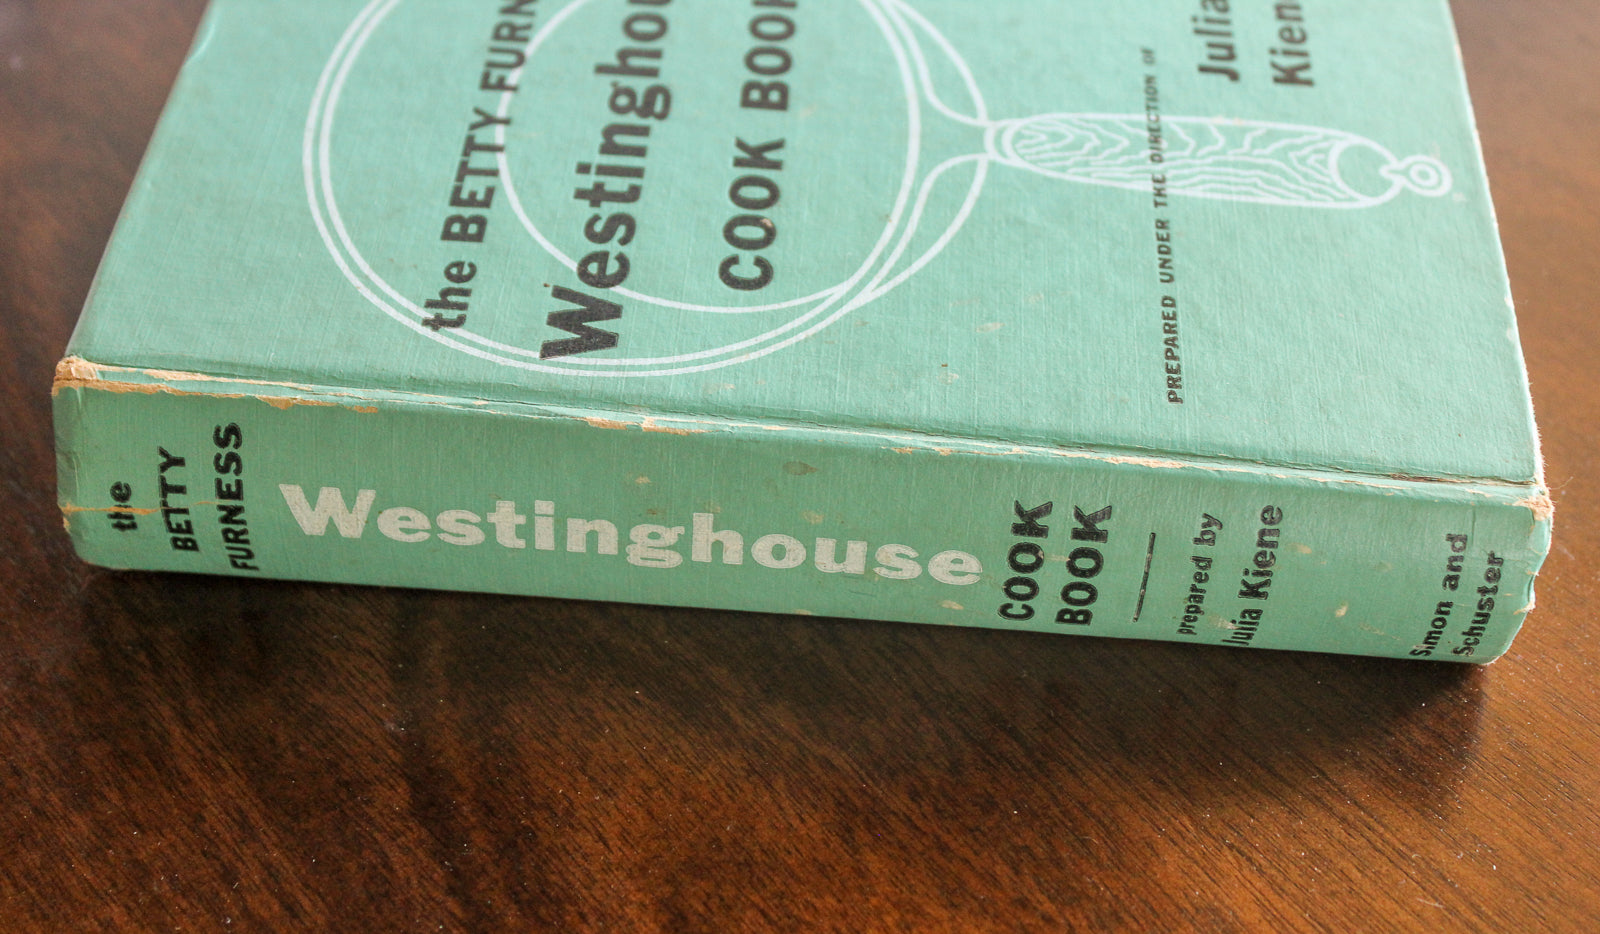 the BETTY FURN
Westinghou
COOK BOOK
PREPARED UNDER THE DIRECTION OF
Julia
Kien
the
BETTY
FURNESS
Westinghouse
COOK
BOOK
prepared by
Julia Kiene
Simon and
Schuster